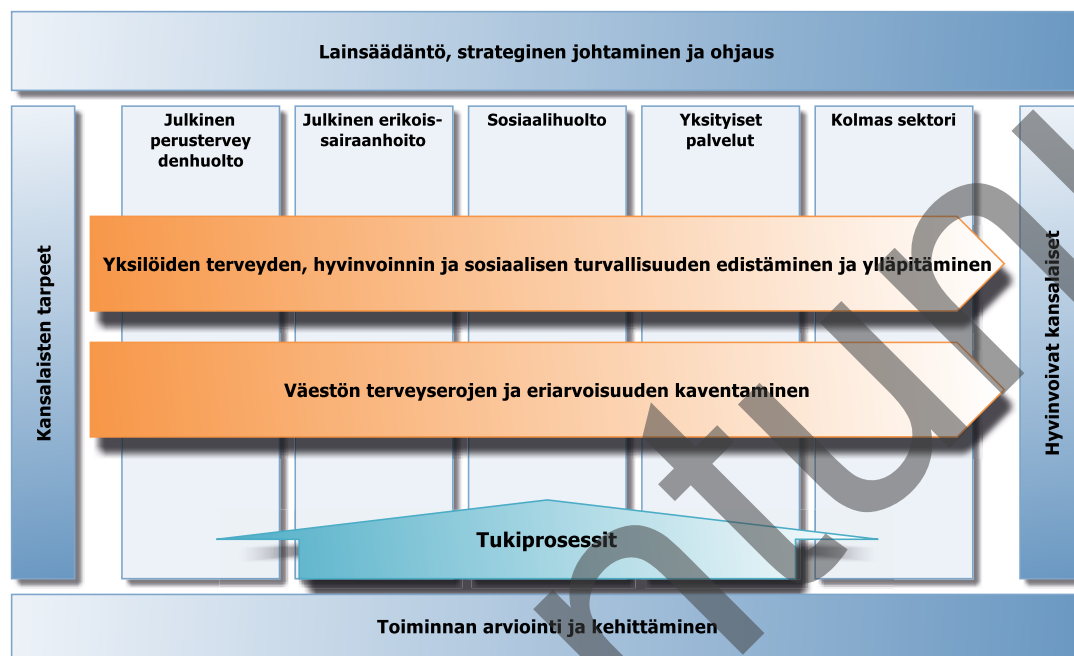 Lainsäädäntö, strateginen johtaminen ja ohjaus
Julkinen
perustervey
denhuolto
Julkinen erikois-
sairaanhoito
Sosiaalihuolto
Yksityiset
palvelut
Kolmas sektori
Kansalaisten tarpeet
Yksilöiden terveyden, hyvinvoinnin ja sosiaalisen turvallisuuden edistäminen ja ylläpitäminen
Väestön terveyserojen ja eriarvoisuuden kaventaminen
Hyvinvoivat kansalaiset
Tukiprosessit
Toiminnan arviointi ja kehittäminen